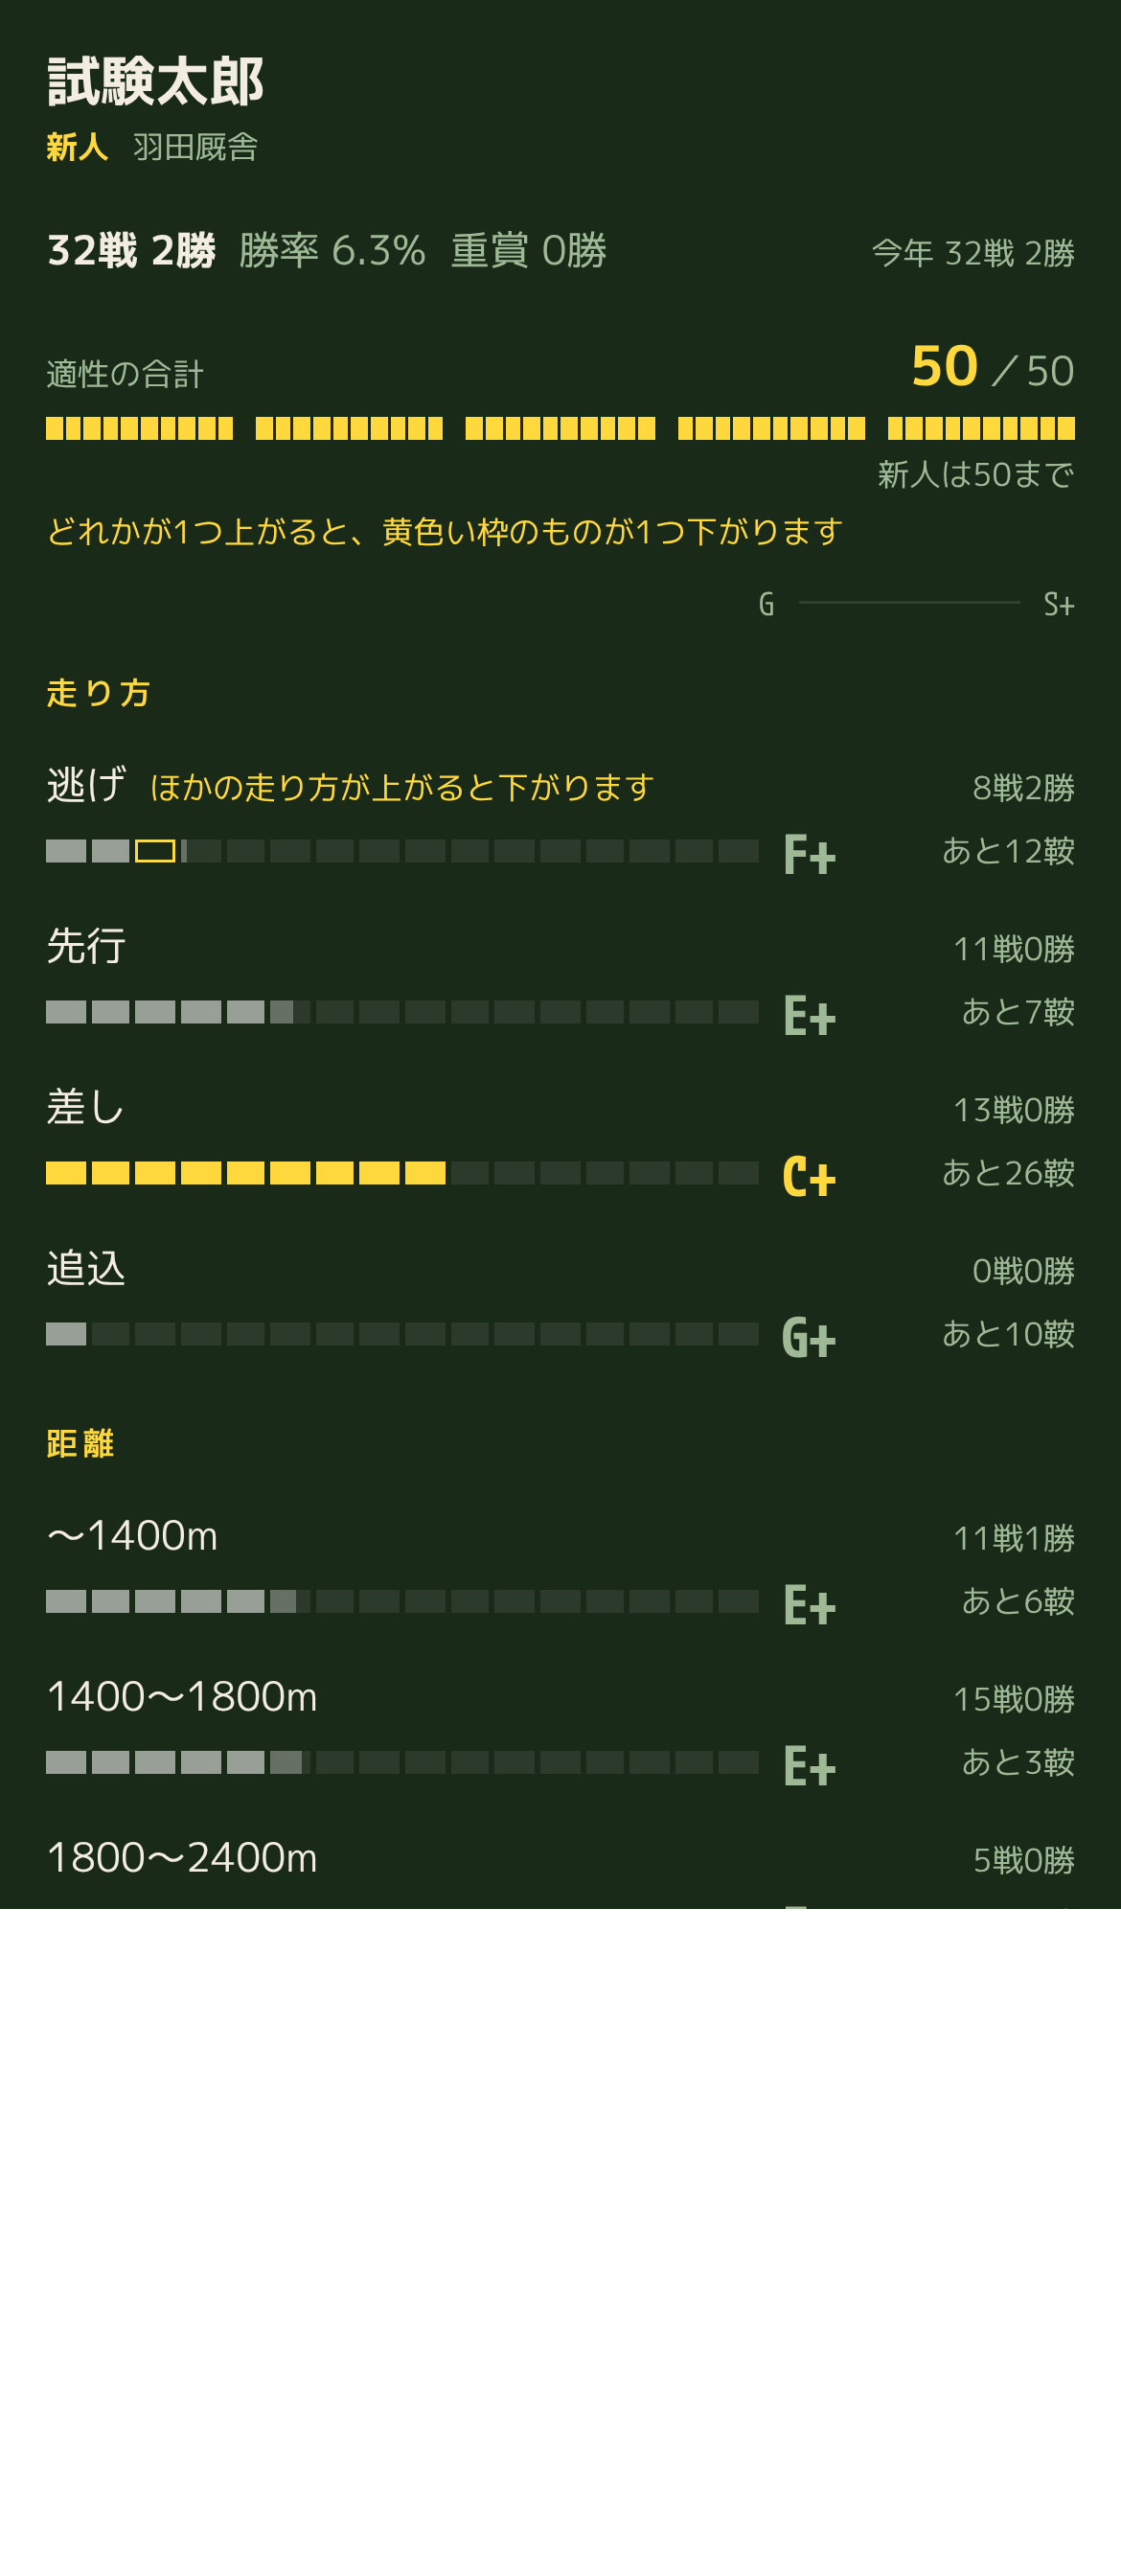 試験太郎
新人 羽田厩舎
32戦 2勝 勝率 6.3% 重賞 0勝 今年 32戦 2勝
適性の合計 50 / 50
新人は50まで
どれかが1つ上がると、黄色い枠のものが1つ下がります
G S+
走り方
逃げ ほかの走り方が上がると下がります 8戦2勝
F+ あと12鞍
先行 11戦0勝
E+ あと7鞍
差し 13戦0勝
C+ あと26鞍
追込 0戦0勝
G+ あと10鞍
距離
〜1400m 11戦1勝
E+ あと6鞍
1400〜1800m 15戦0勝
E+ あと3鞍
1800〜2400m 5戦0勝